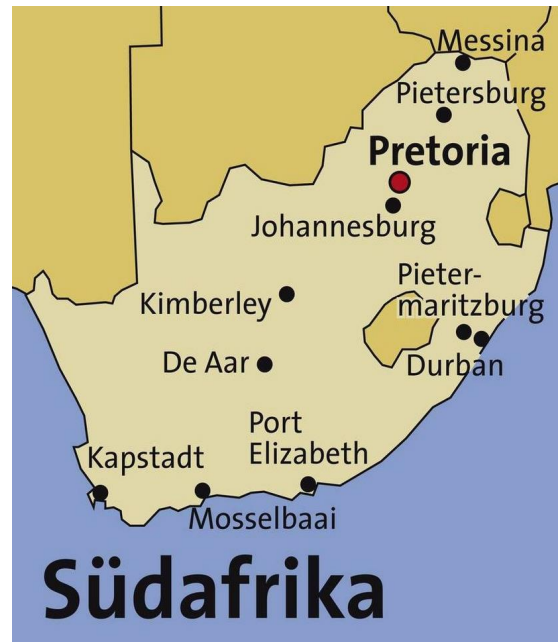 Messina
Pietersburg
Pretoria
Johannesburg
Pieter-
maritzburg
Kimberley
Durban
De Aar
Port
Elizabeth
Kapstadt
Mosselbaai
Südafrika